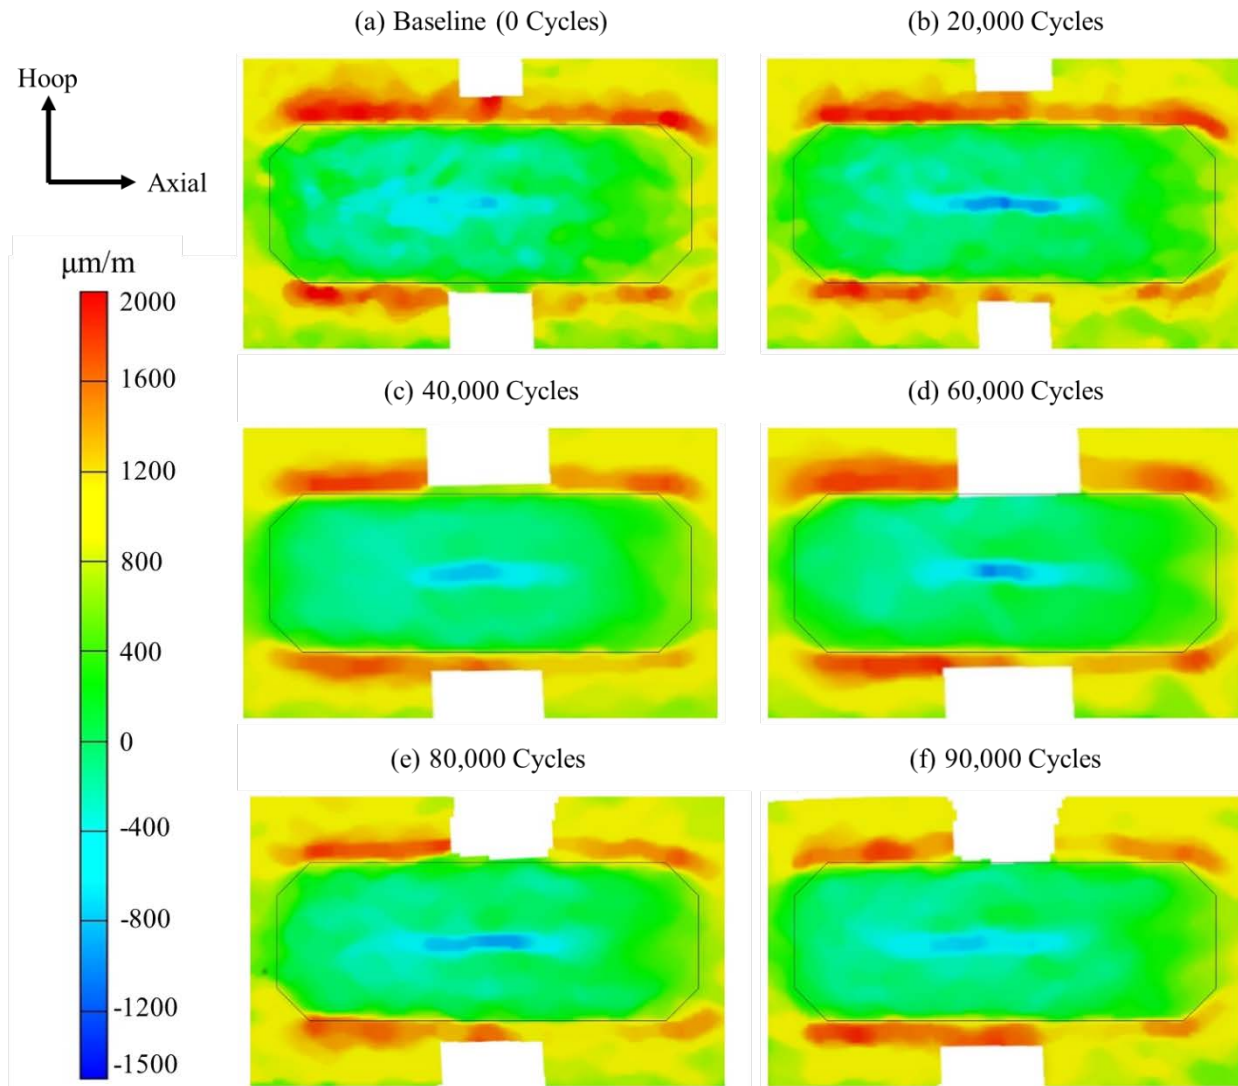 (a) Baseline (0 Cycles)
(b) 20,000 Cycles
Hoop
Axial
μm/m
2000
1600
1200
800
400
0
-400
-800
-1200
-1500
(c) 40,000 Cycles
(d) 60,000 Cycles
(e) 80,000 Cycles
(f) 90,000 Cycles